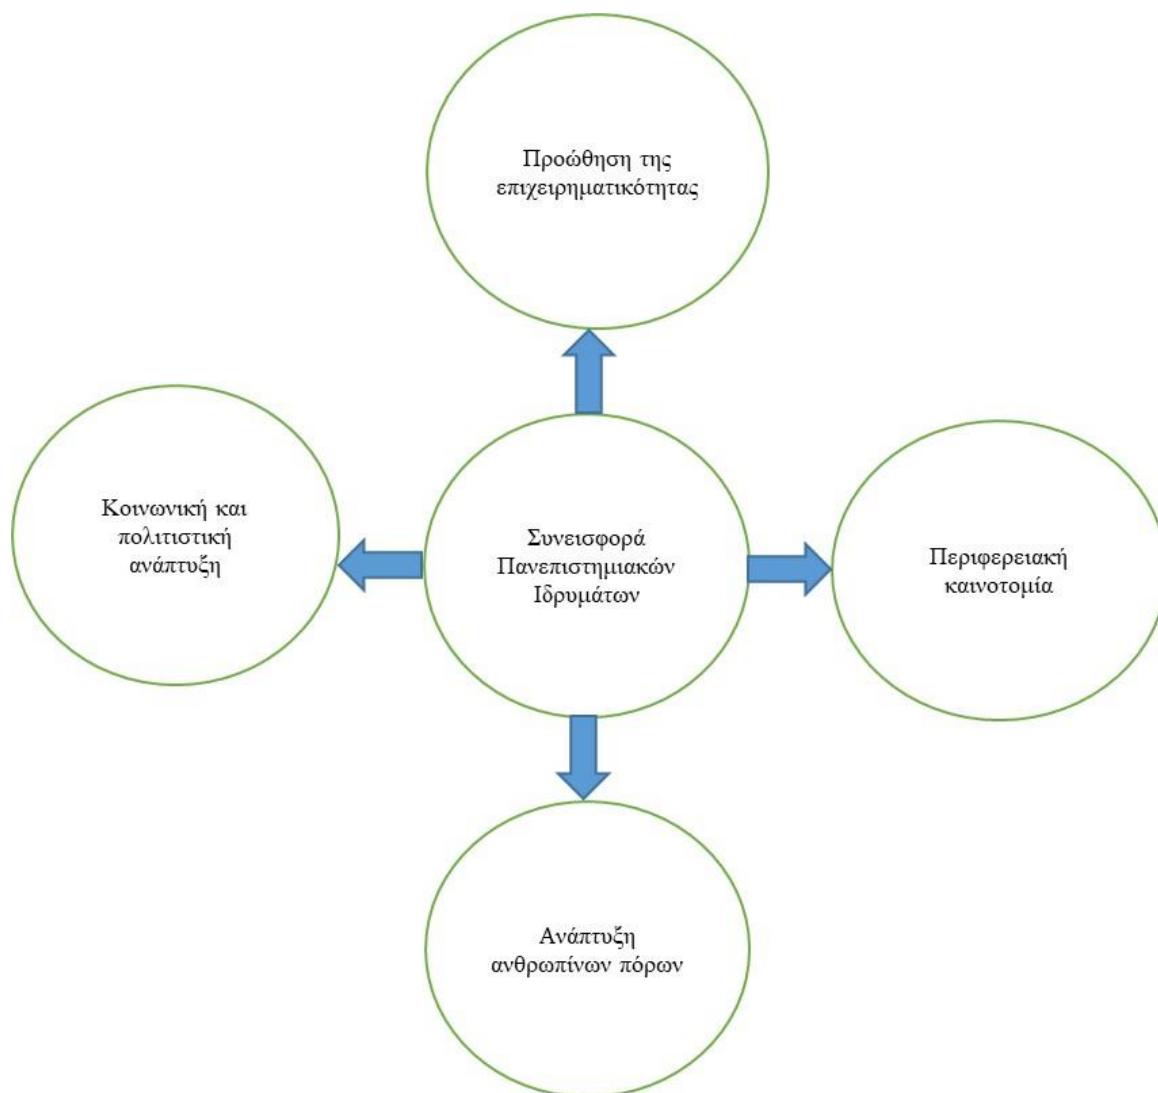 Προώθηση της
επιχειρηματικότητας
Κοινωνική και
πολιτιστική
ανάπτυξη
Συνεισφορά
Πανεπιστημιακών
Ιδρυμάτων
Περιφερειακή
καινοτομία
Ανάπτυξη
ανθρωπίνων πόρων